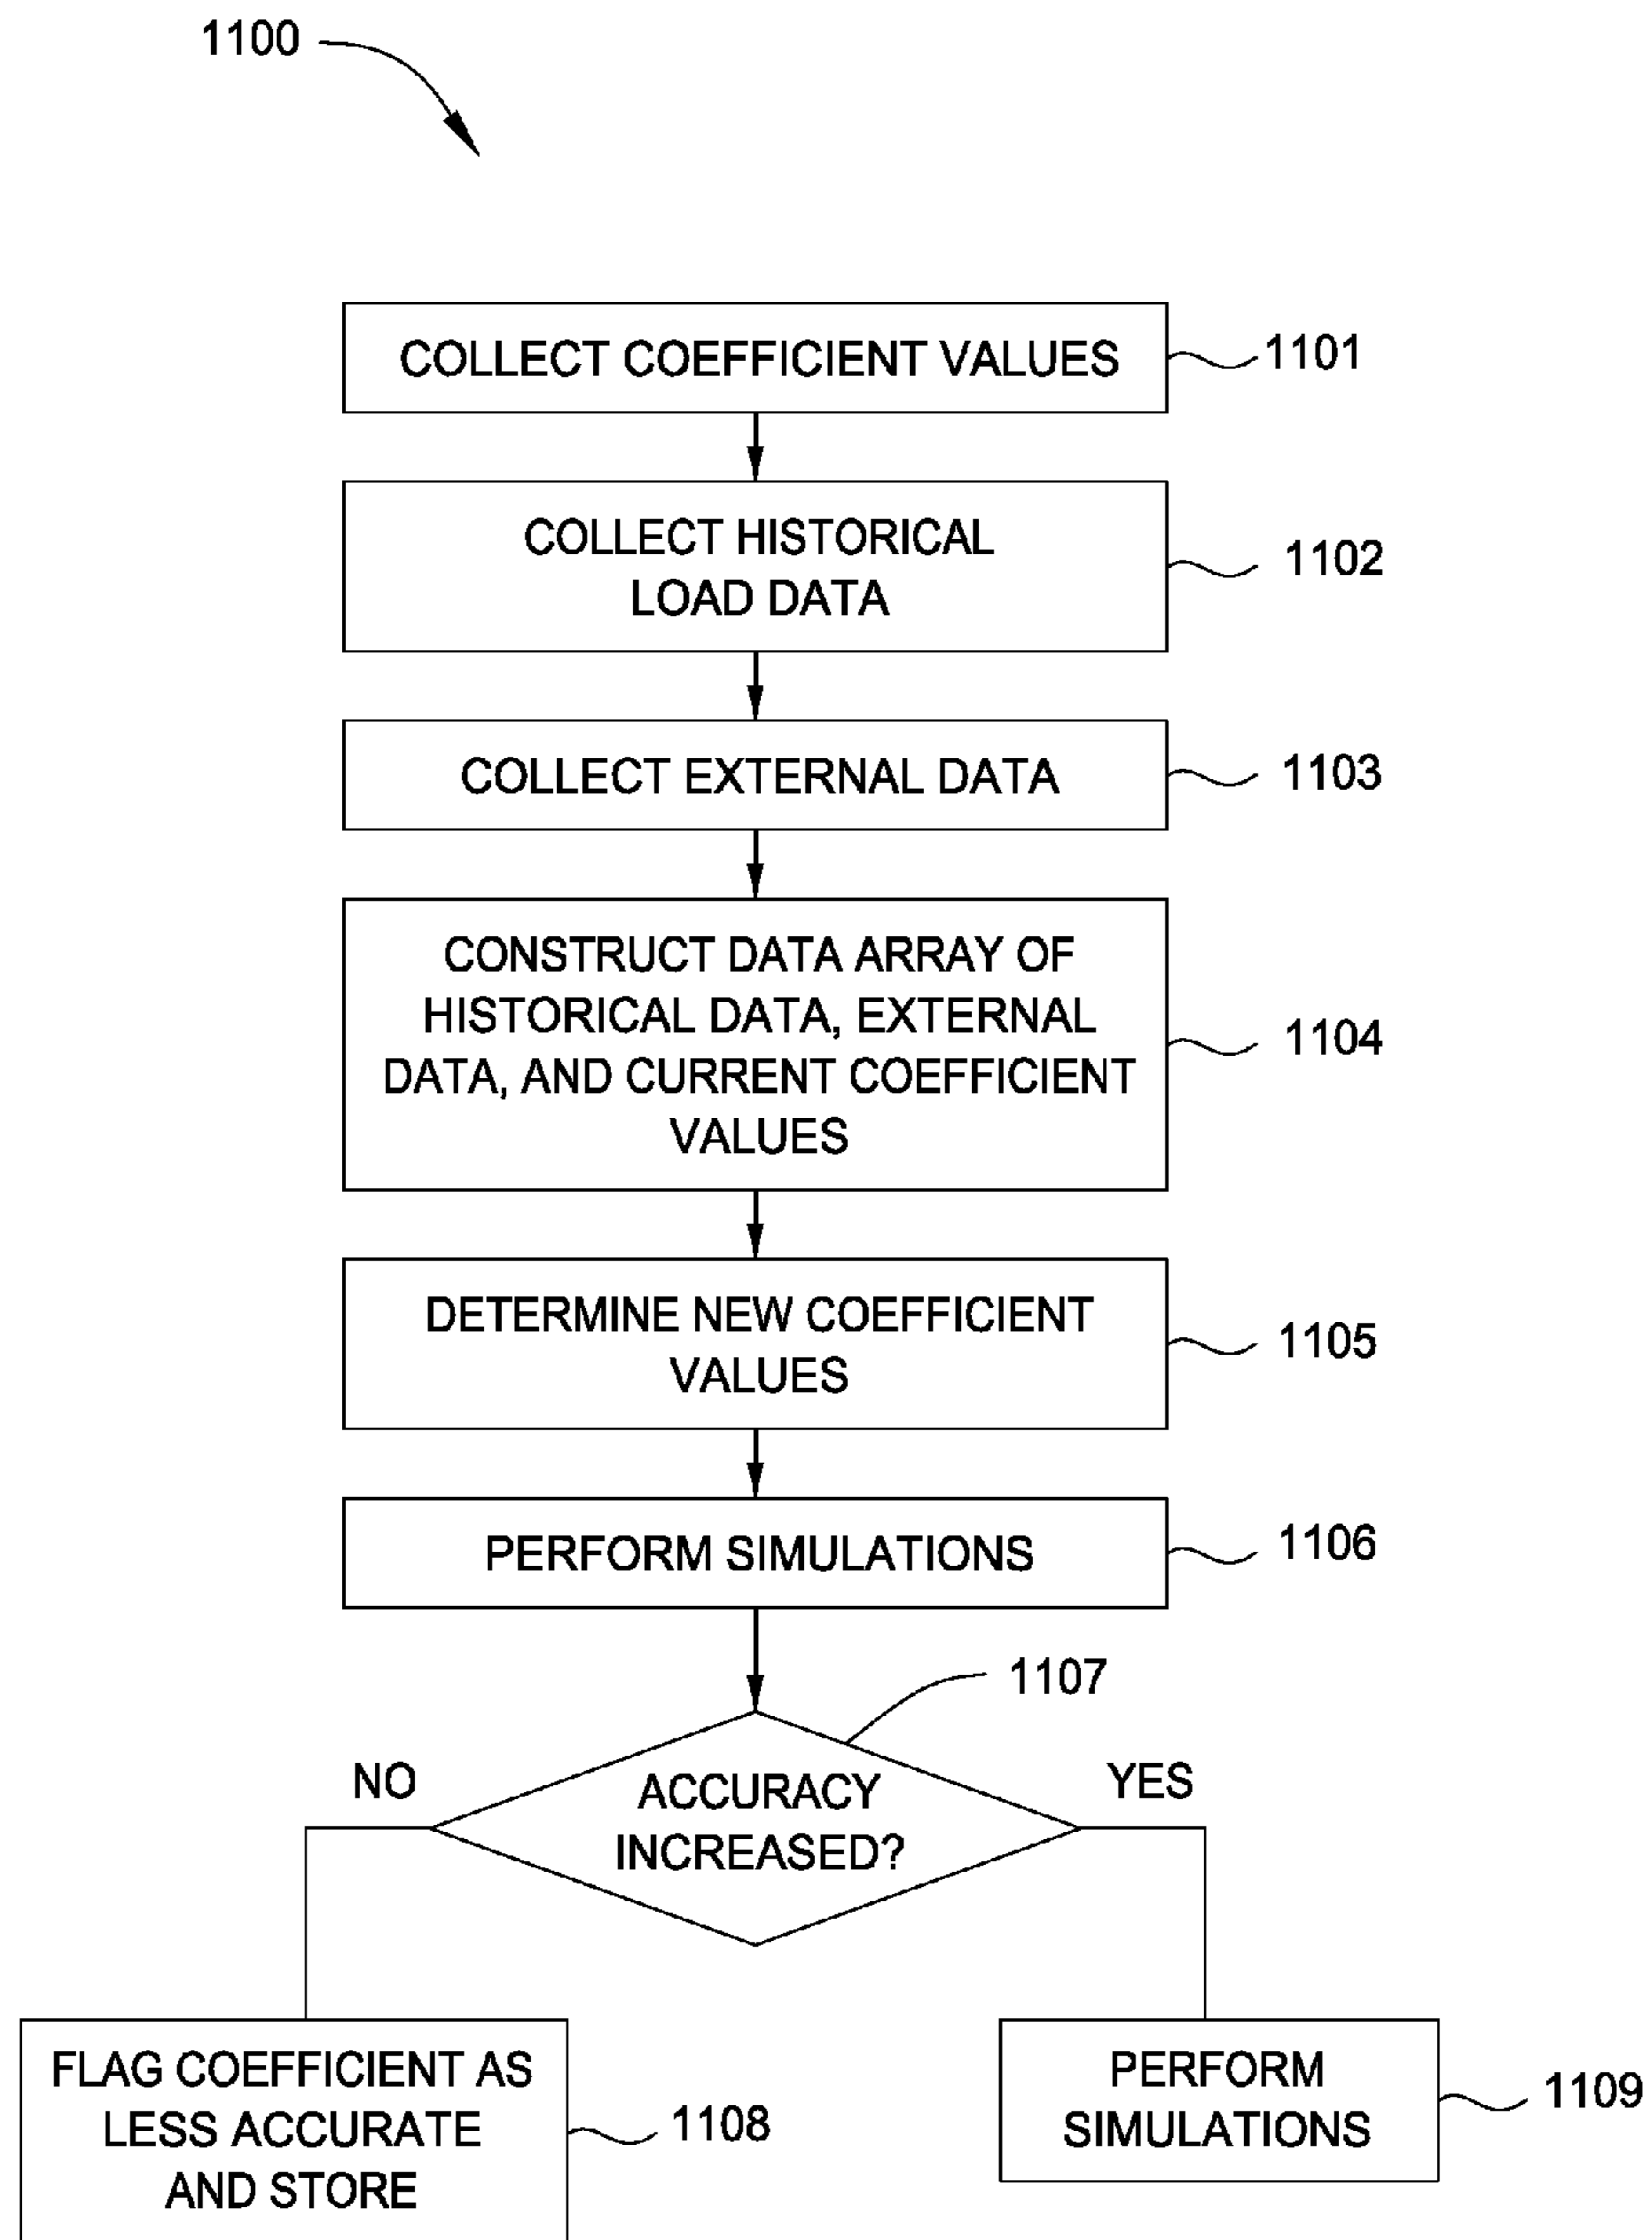 1100
COLLECT COEFFICIENT VALUES
1101
COLLECT HISTORICAL
LOAD DATA
1102
COLLECT EXTERNAL DATA
1103
CONSTRUCT DATA ARRAY OF
HISTORICAL DATA, EXTERNAL
DATA, AND CURRENT COEFFICIENT
VALUES
1104
DETERMINE NEW COEFFICIENT
VALUES
1105
PERFORM SIMULATIONS
1106
1107
NO
ACCURACY
INCREASED?
YES
FLAG COEFFICIENT AS
LESS ACCURATE
AND STORE
1108
PERFORM
SIMULATIONS
1109